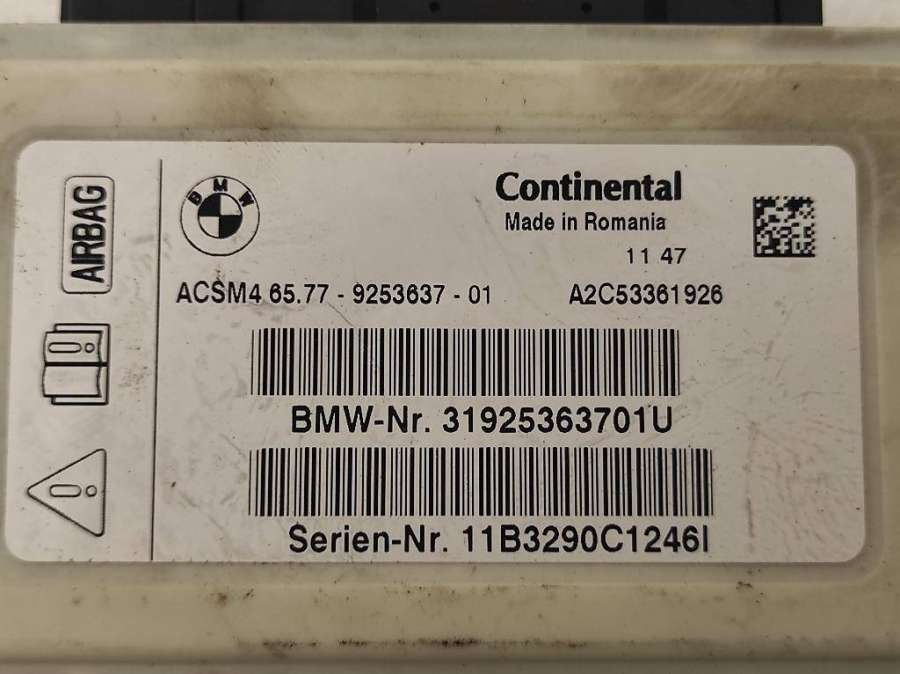 AIRBAG
BMW
Continental
Made in Romania
11 47
ACSM4 65.77 - 9253637 - 01 A2C53361926
BMW-Nr. 31925363701U
Serien-Nr. 11B3290C1246I